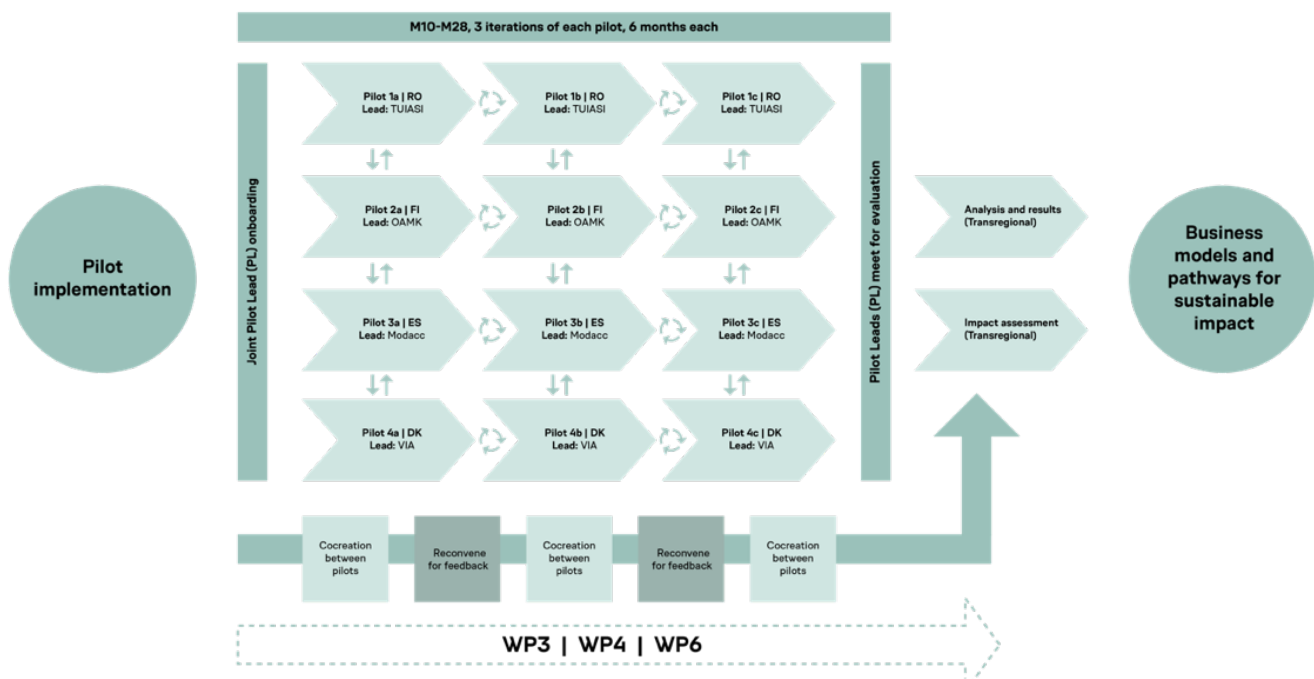 M10-M28, 3 iterations of each pilot, 6 months each
Pilot implementation
Joint Pilot Lead (PL) onboarding
Pilot 1a | RO
Lead: TUIASI
Pilot 1b | RO
Lead: TUIASI
Pilot 1c | RO
Lead: TUIASI
Pilot 2a | FI
Lead: OAMK
Pilot 2b | FI
Lead: OAMK
Pilot 2c | FI
Lead: OAMK
Pilot 3a | ES
Lead: Modacc
Pilot 3b | ES
Lead: Modacc
Pilot 3c | ES
Lead: Modacc
Pilot 4a | DK
Lead: VIA
Pilot 4b | DK
Lead: VIA
Pilot 4c | DK
Lead: VIA
Pilot Leads (PL) meet for evaluation
Analysis and results
(Transregional)
Impact assessment
(Transregional)
Business
models and
pathways for
sustainable
impact
Cocreation
between
pilots
Reconvene
for feedback
Cocreation
between
pilots
Reconvene
for feedback
Cocreation
between
pilots
WP3 | WP4 | WP6